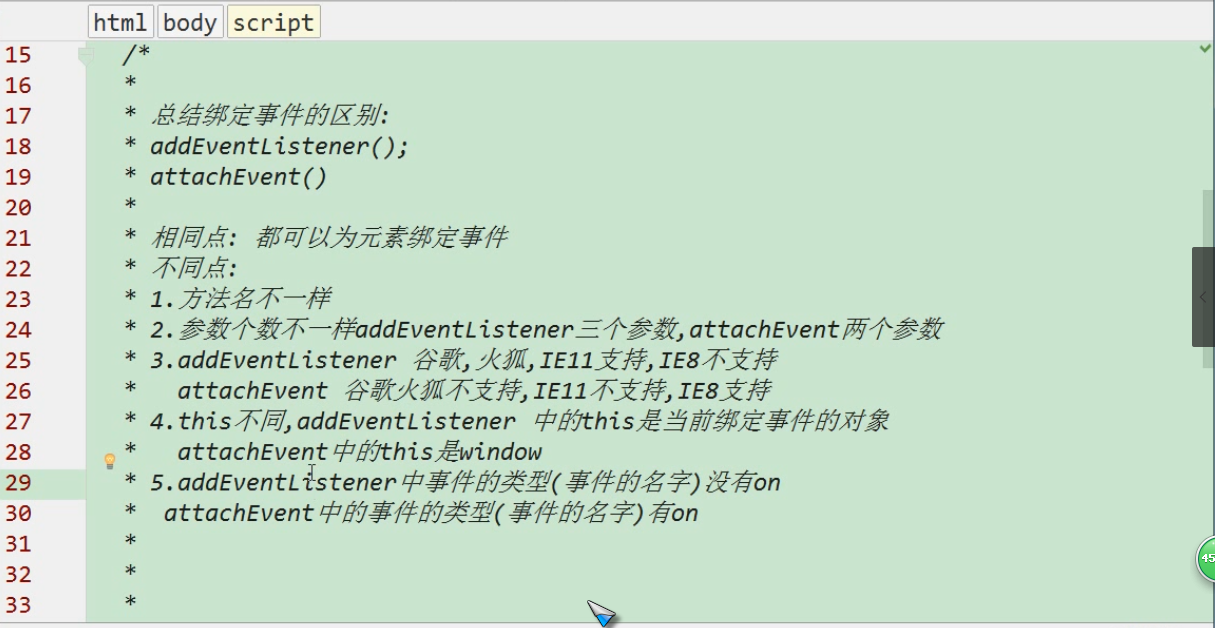 html body script
15 /*
16 *
17 * 总结绑定事件的区别:
18 * addEventListener();
19 * attachEvent()
20 *
21 * 相同点: 都可以为元素绑定事件
22 * 不同点:
23 * 1.方法名不一样
24 * 2.参数个数不一样addEventListener三个参数,attachEvent两个参数
25 * 3.addEventListener 谷歌,火狐,IE11支持,IE8不支持
26 * attachEvent 谷歌火狐不支持,IE11不支持,IE8支持
27 * 4.this不同,addEventListener 中的this是当前绑定事件的对象
28 * attachEvent中的this是window
29 * 5.addEventListener中事件的类型(事件的名字)没有on
30 * attachEvent中的事件的类型(事件的名字)有on
31 *
32 *
33 *
45